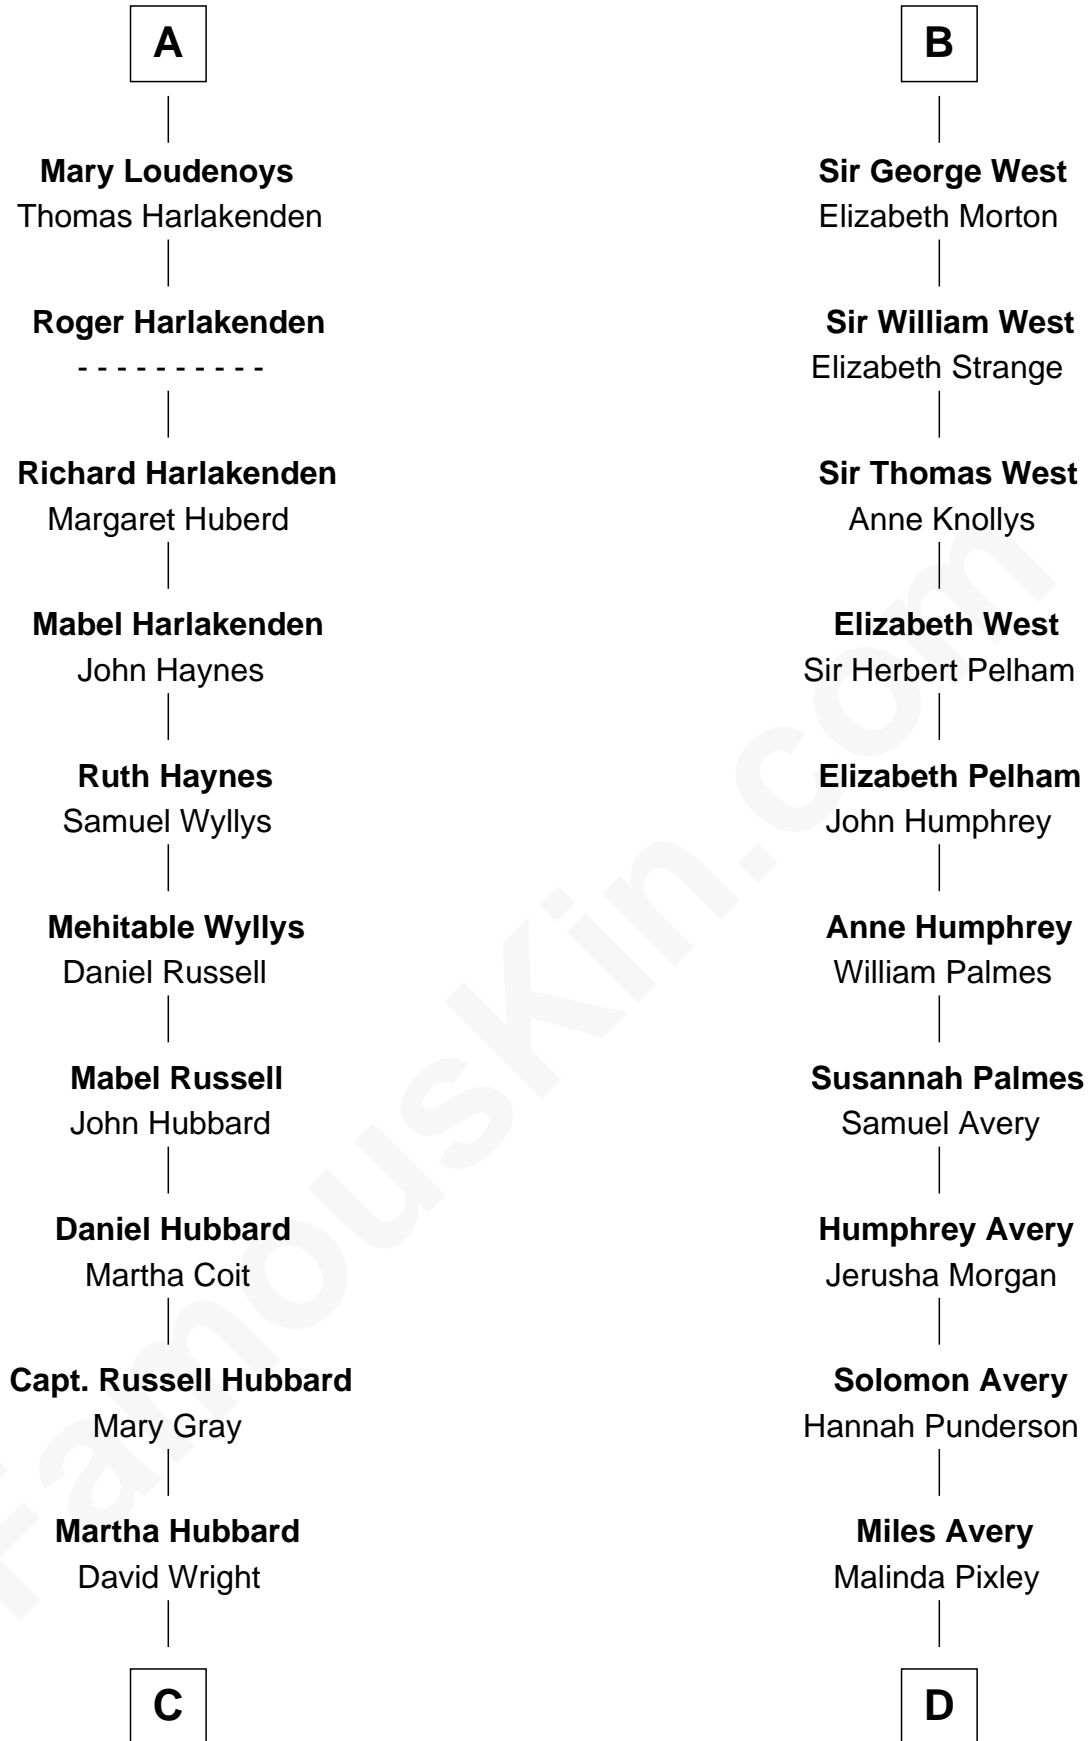 A
Mary Loudenoys
Thomas Harlakenden
Roger Harlakenden
- - - - - - - - - -
Richard Harlakenden
Margaret Huberd
Mabel Harlakenden
John Haynes
Ruth Haynes
Samuel Wyllys
Mehitable Wyllys
Daniel Russell
Mabel Russell
John Hubbard
Daniel Hubbard
Martha Coit
Capt. Russell Hubbard
Mary Gray
Martha Hubbard
David Wright
C
B
Sir George West
Elizabeth Morton
Sir William West
Elizabeth Strange
Sir Thomas West
Anne Knollys
Elizabeth West
Sir Herbert Pelham
Elizabeth Pelham
John Humphrey
Anne Humphrey
William Palmes
Susannah Palmes
Samuel Avery
Humphrey Avery
Jerusha Morgan
Solomon Avery
Hannah Punderson
Miles Avery
Malinda Pixley
D
FamousKin.com